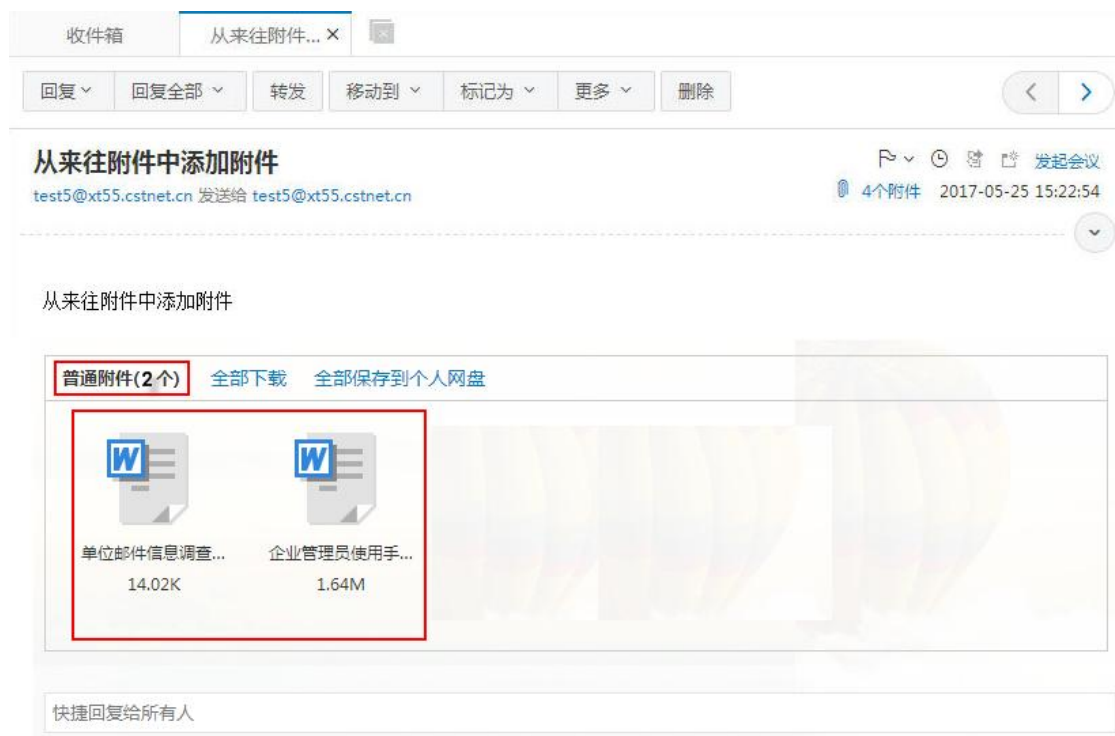 收件箱 从来往附件...
回复 回复全部 转发 移动到 标记为 更多 删除
从来往附件中添加附件
发起会议
test5@xt55.cstnet.cn 发送给 test5@xt55.cstnet.cn
4个附件 2017-05-25 15:22:54
从来往附件中添加附件
普通附件(2个) 全部下载 全部保存到个人网盘
W W
单位邮件信息调查... 企业管理员使用手...
14.02K 1.64M
快捷回复给所有人